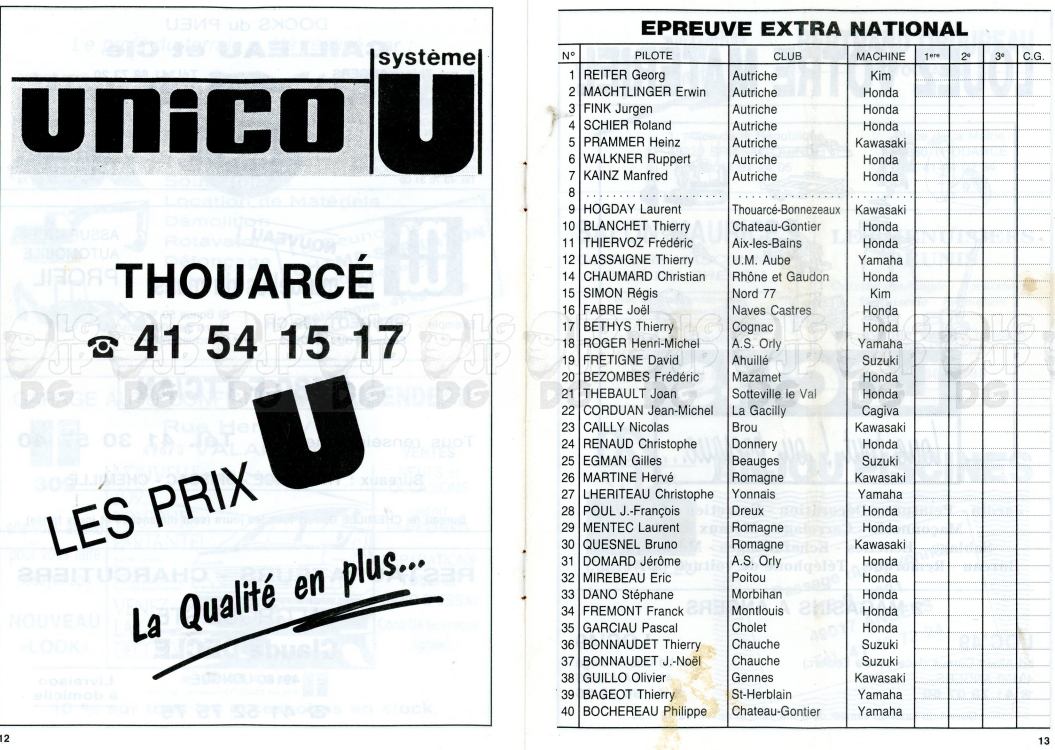 système
UNICO U
THOUARCÉ
☎ 41 54 15 17
LES PRIX U
La Qualité en plus...
12
EPREUVE EXTRA NATIONAL
N° PILOTE CLUB MACHINE 1ère 2e 3e C.G.
1 REITER Georg Autriche Kim
2 MACHTLINGER Erwin Autriche Honda
3 FINK Jurgen Autriche Honda
4 SCHIER Roland Autriche Honda
5 PRAMMER Heinz Autriche Kawasaki
6 WALKNER Ruppert Autriche Honda
7 KAINZ Manfred Autriche Honda
8 . . . . . . . . . . . . . . . . . . . . . . . . . . . . . . . . . . . . . . . . . .
9 HOGDAY Laurent Thouarcé-Bonnezeaux Kawasaki
10 BLANCHET Thierry Chateau-Gontier Honda
11 THIERVOZ Frédéric Aix-les-Bains Honda
12 LASSAIGNE Thierry U.M. Aube Yamaha
14 CHAUMARD Christian Rhône et Gaudon Honda
15 SIMON Régis Nord 77 Kim
16 FABRE Joël Naves Castres Honda
17 BETHYS Thierry Cognac Honda
18 ROGER Henri-Michel A.S. Orly Yamaha
19 FRETIGNE David Ahuillé Suzuki
20 BEZOMBES Frédéric Mazamet Honda
21 THEBAULT Joan Sotteville le Val Honda
22 CORDUAN Jean-Michel La Gacilly Cagiva
23 CAILLY Nicolas Brou Kawasaki
24 RENAUD Christophe Donnery Honda
25 EGMAN Gilles Beauges Suzuki
26 MARTINE Hervé Romagne Kawasaki
27 LHERITEAU Christophe Yonnais Yamaha
28 POUL J.-François Dreux Honda
29 MENTEC Laurent Romagne Honda
30 QUESNEL Bruno Romagne Kawasaki
31 DOMARD Jérôme A.S. Orly Honda
32 MIREBEAU Eric Poitou Honda
33 DANO Stéphane Morbihan Honda
34 FREMONT Franck Nantouis Honda
35 GARCIAU Pascal Cholet Honda
36 BONNAUDET Thierry Chauche Suzuki
37 BONNAUDET J.-Noël Chauche Suzuki
38 GUILLO Olivier Gennes Kawasaki
39 BAGEOT Thierry St-Herblain Yamaha
40 BOCHEREAU Philippe Chateau-Gontier Yamaha
13